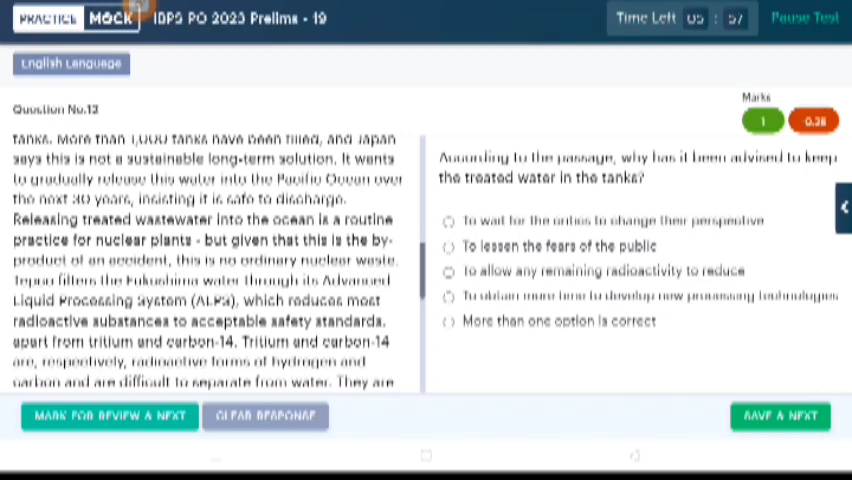 PRACTICE MOCK IBPS PO 2023 Prelims - 19
Time Left 05 : 57 Pause Test
English Language
Question No.13
Marks
1 -0.25
tanks. More than 1,000 tanks have been filled, and Japan
says this is not a sustainable long-term solution. It wants
to gradually release this water into the Pacific Ocean over
the next 30 years, insisting it is safe to discharge.
Releasing treated wastewater into the ocean is a routine
practice for nuclear plants - but given that this is the by-
product of an accident, this is no ordinary nuclear waste.
Tepco filters the Fukushima water through its Advanced
Liquid Processing System (ALPS), which reduces most
radioactive substances to acceptable safety standards,
apart from tritium and carbon-14. Tritium and carbon-14
are, respectively, radioactive forms of hydrogen and
carbon and are difficult to separate from water. They are
According to the passage, why has it been advised to keep
the treated water in the tanks?
To wait for the critics to change their perspective
To lessen the fears of the public
To allow any remaining radioactivity to reduce
To obtain more time to develop new processing technologies
More than one option is correct
MARK FOR REVIEW & NEXT
CLEAR RESPONSE
SAVE & NEXT